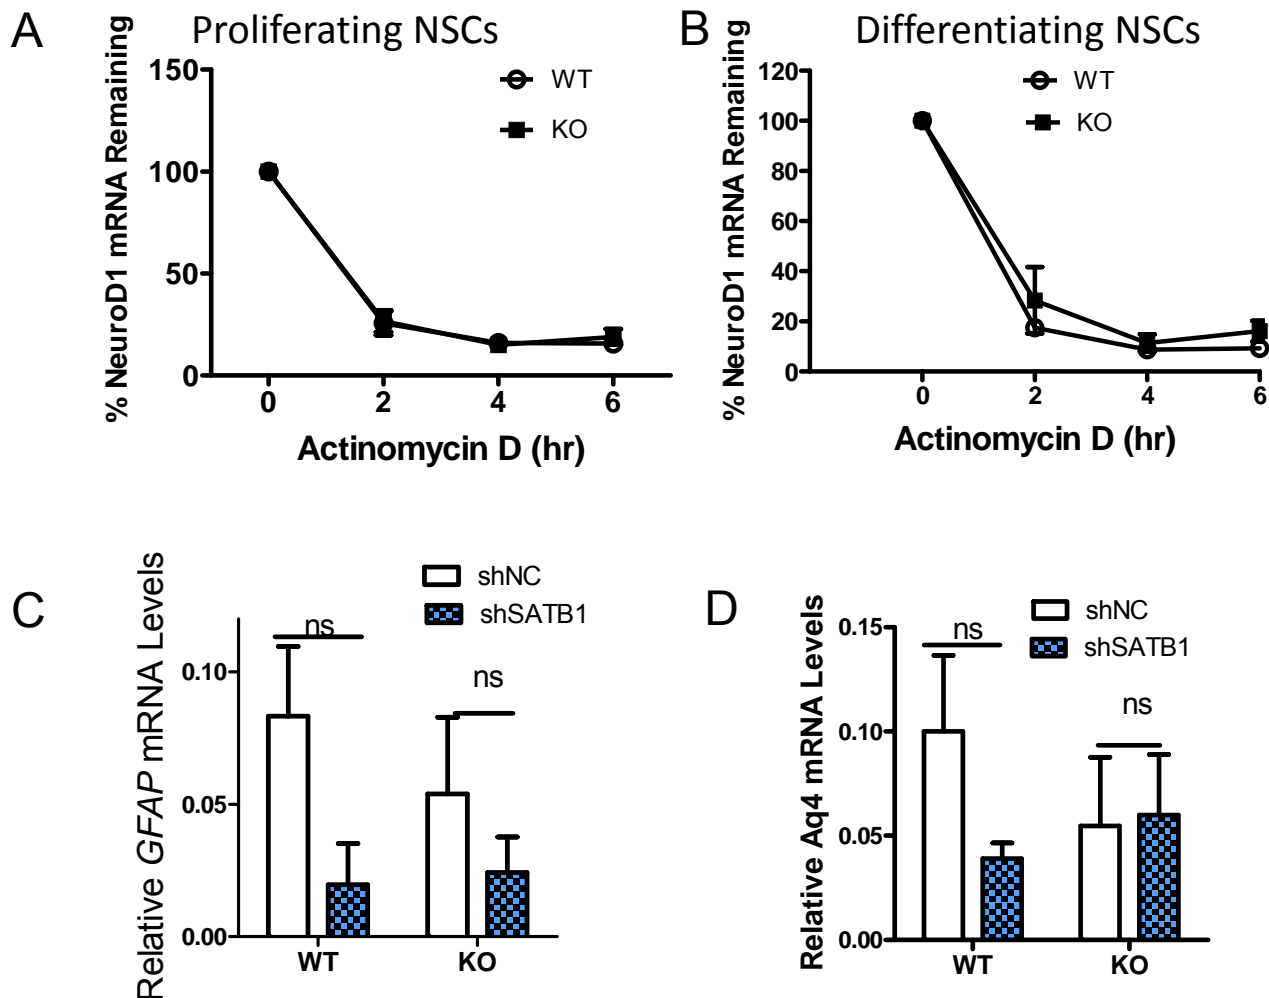 A
Proliferating NSCs
% NeuroD1 mRNA Remaining
150
100
50
0
WT
KO
0 2 4 6
Actinomycin D (hr)
B
Differentiating NSCs
% NeuroD1 mRNA Remaining
120
100
80
60
40
20
0
WT
KO
0 2 4 6
Actinomycin D (hr)
C
Relative GFAP mRNA Levels
shNC
shSATB1
0.10
0.05
0.00
ns
ns
WT KO
D
Relative Aq4 mRNA Levels
shNC
shSATB1
0.15
0.10
0.05
0.00
ns
ns
WT KO